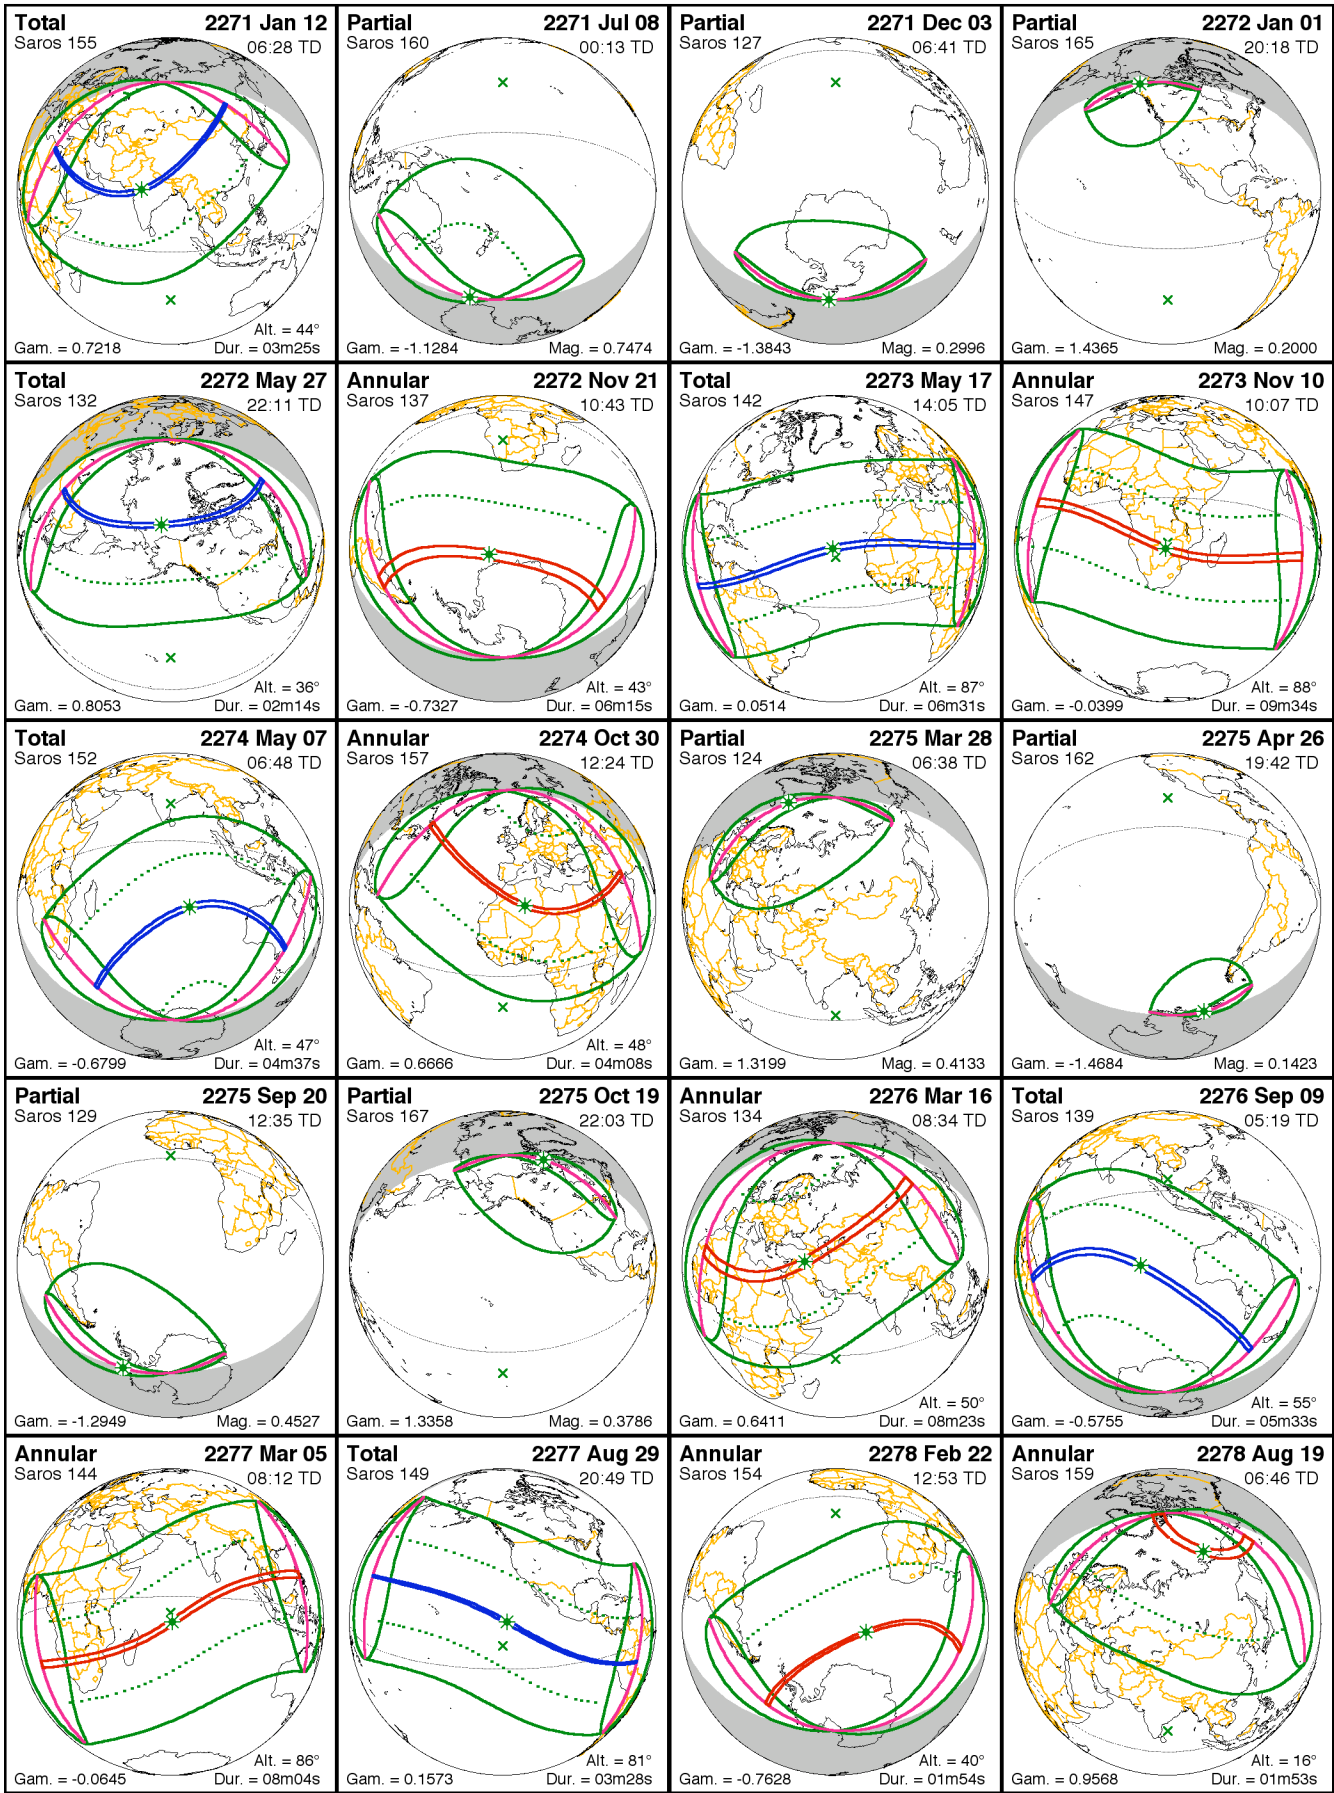 Total 2271 Jan 12
Saros 155 06:28 TD
Alt. = 44°
Gam. = 0.7218 Dur. = 03m25s
Partial 2271 Jul 08
Saros 160 00:13 TD
Gam. = -1.1284 Mag. = 0.7474
Partial 2271 Dec 03
Saros 127 06:41 TD
Gam. = -1.3843 Mag. = 0.2996
Partial 2272 Jan 01
Saros 165 20:18 TD
Gam. = 1.4365 Mag. = 0.2000
Total 2272 May 27
Saros 132 22:11 TD
Alt. = 36°
Gam. = 0.8053 Dur. = 02m14s
Annular 2272 Nov 21
Saros 137 10:43 TD
Alt. = 43°
Gam. = -0.7327 Dur. = 06m15s
Total 2273 May 17
Saros 142 14:05 TD
Alt. = 87°
Gam. = 0.0514 Dur. = 06m31s
Annular 2273 Nov 10
Saros 147 10:07 TD
Alt. = 88°
Gam. = -0.0399 Dur. = 09m34s
Total 2274 May 07
Saros 152 06:48 TD
Alt. = 47°
Gam. = -0.6799 Dur. = 04m37s
Annular 2274 Oct 30
Saros 157 12:24 TD
Alt. = 48°
Gam. = 0.6666 Dur. = 04m08s
Partial 2275 Mar 28
Saros 124 06:38 TD
Gam. = 1.3199 Mag. = 0.4133
Partial 2275 Apr 26
Saros 162 19:42 TD
Gam. = -1.4684 Mag. = 0.1423
Partial 2275 Sep 20
Saros 129 12:35 TD
Gam. = -1.2949 Mag. = 0.4527
Partial 2275 Oct 19
Saros 167 22:03 TD
Gam. = 1.3358 Mag. = 0.3786
Annular 2276 Mar 16
Saros 134 08:34 TD
Alt. = 50°
Gam. = 0.6411 Dur. = 08m23s
Total 2276 Sep 09
Saros 139 05:19 TD
Alt. = 55°
Gam. = -0.5755 Dur. = 05m33s
Annular 2277 Mar 05
Saros 144 08:12 TD
Alt. = 86°
Gam. = -0.0645 Dur. = 08m04s
Total 2277 Aug 29
Saros 149 20:49 TD
Alt. = 81°
Gam. = 0.1573 Dur. = 03m28s
Annular 2278 Feb 22
Saros 154 12:53 TD
Alt. = 40°
Gam. = -0.7628 Dur. = 01m54s
Annular 2278 Aug 19
Saros 159 06:46 TD
Alt. = 16°
Gam. = 0.9568 Dur. = 01m53s